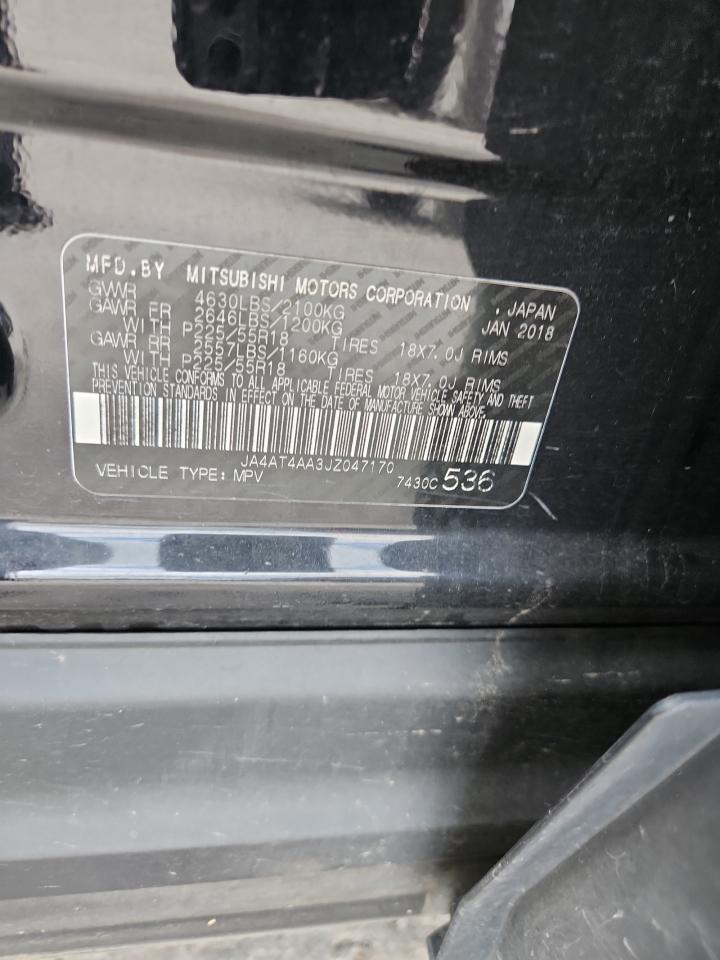 MFD.BY MITSUBISHI MOTORS CORPORATION . JAPAN
GVWR 4630LBS/2100KG JAN 2018
GAWR FR 2646LBS/1200KG
WITH P225/55R18 TIRES 18X7.0J RIMS
GAWR RR 2557LBS/1160KG
WITH P225/55R18 TIRES 18X7.0J RIMS
THIS VEHICLE CONFORMS TO ALL APPLICABLE FEDERAL MOTOR VEHICLE SAFETY AND THEFT
PREVENTION STANDARDS IN EFFECT ON THE DATE OF MANUFACTURE SHOWN ABOVE.
JA4AT4AA3JZ047170
VEHICLE TYPE: MPV 7430C 536